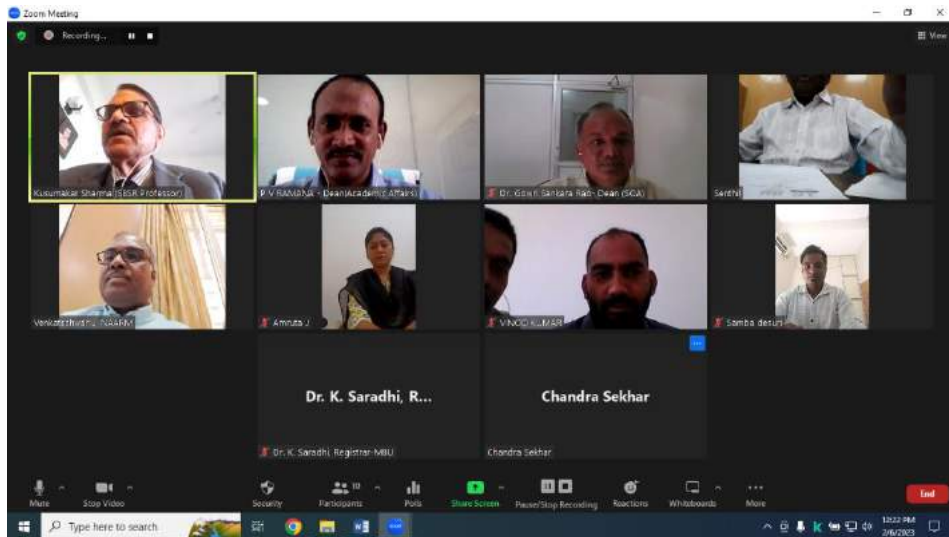 Zoom Meeting
Recording...
View
Kusumakar Sharma (SBSR Professor)
P V RAMANA - Dean(Academic Affairs)
Dr. Gowri Sankara Rao- Dean (SOA)
Senthil
NAARM
Amruta J
VINOD KUMAR
Samba desuri
Dr. K. Saradhi, R...
Chandra Sekhar
Dr. K. Saradhi, Registrar-MBU
Chandra Sekhar
Mute
Stop Video
Security
Participants
10
Polls
Share Screen
Pause/Stop Recording
Reactions
Whiteboards
More
End
Type here to search
12:22 PM
2/6/2023